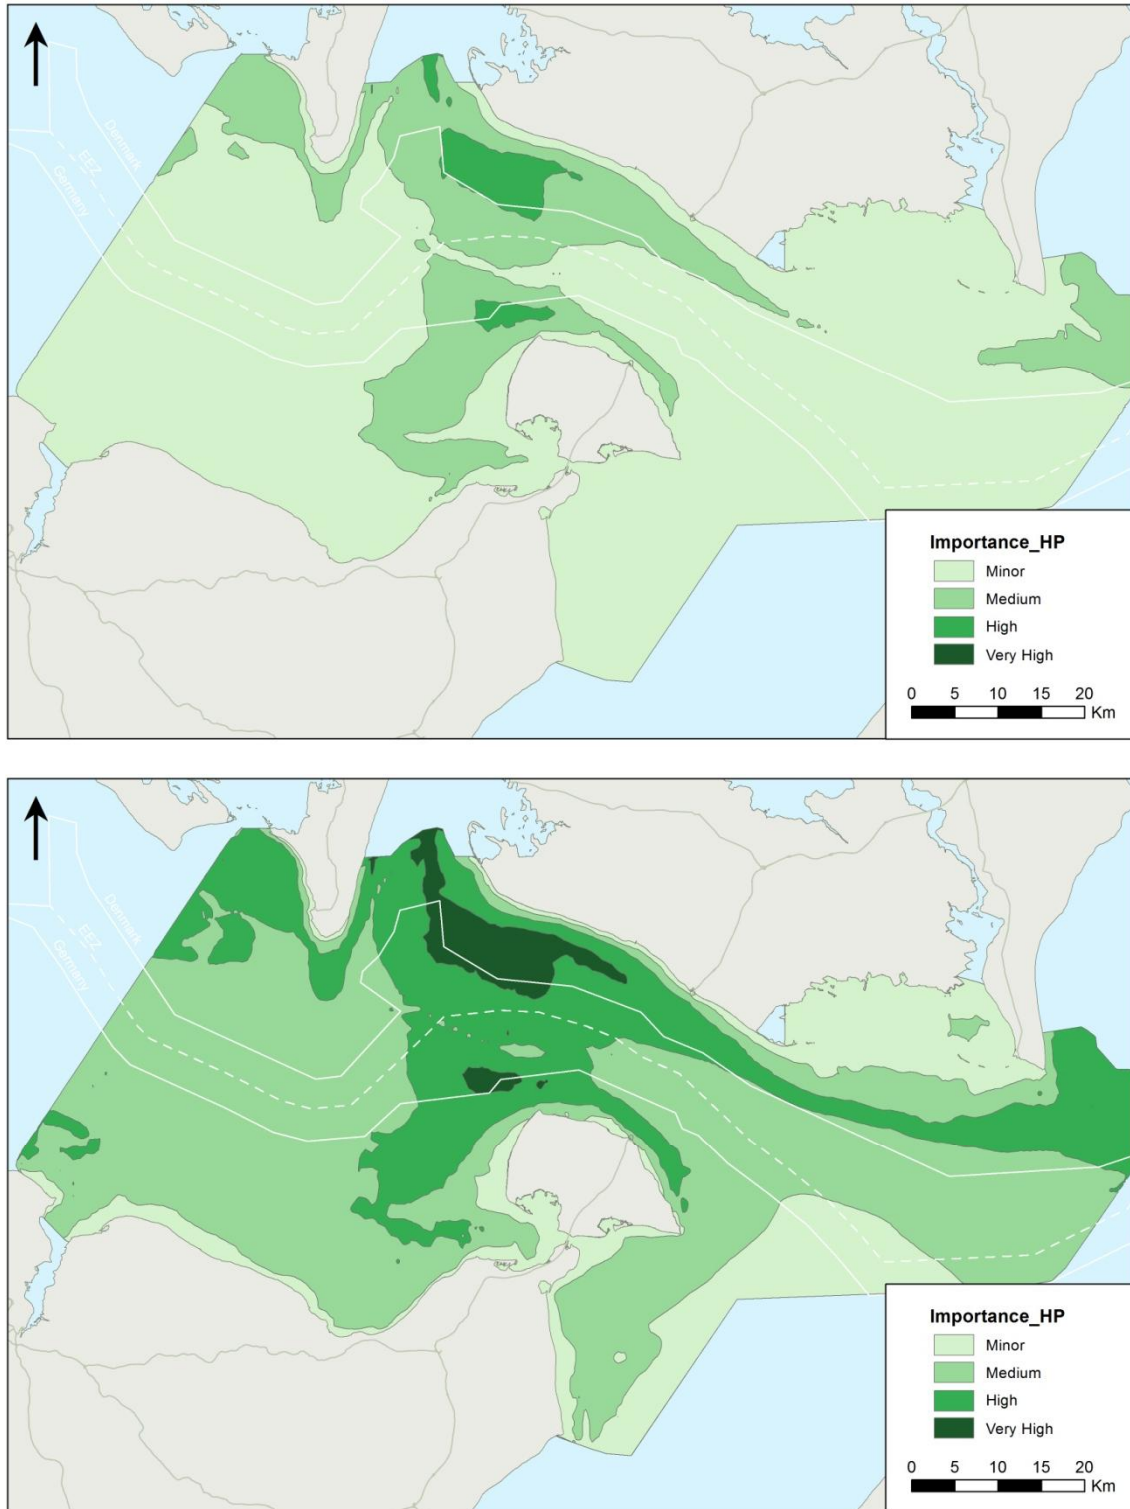 Denmark
EEZ
Germany
Importance_HP
Minor
Medium
High
Very High
0 5 10 15 20
Km
Denmark
EEZ
Germany
Importance_HP
Minor
Medium
High
Very High
0 5 10 15 20
Km